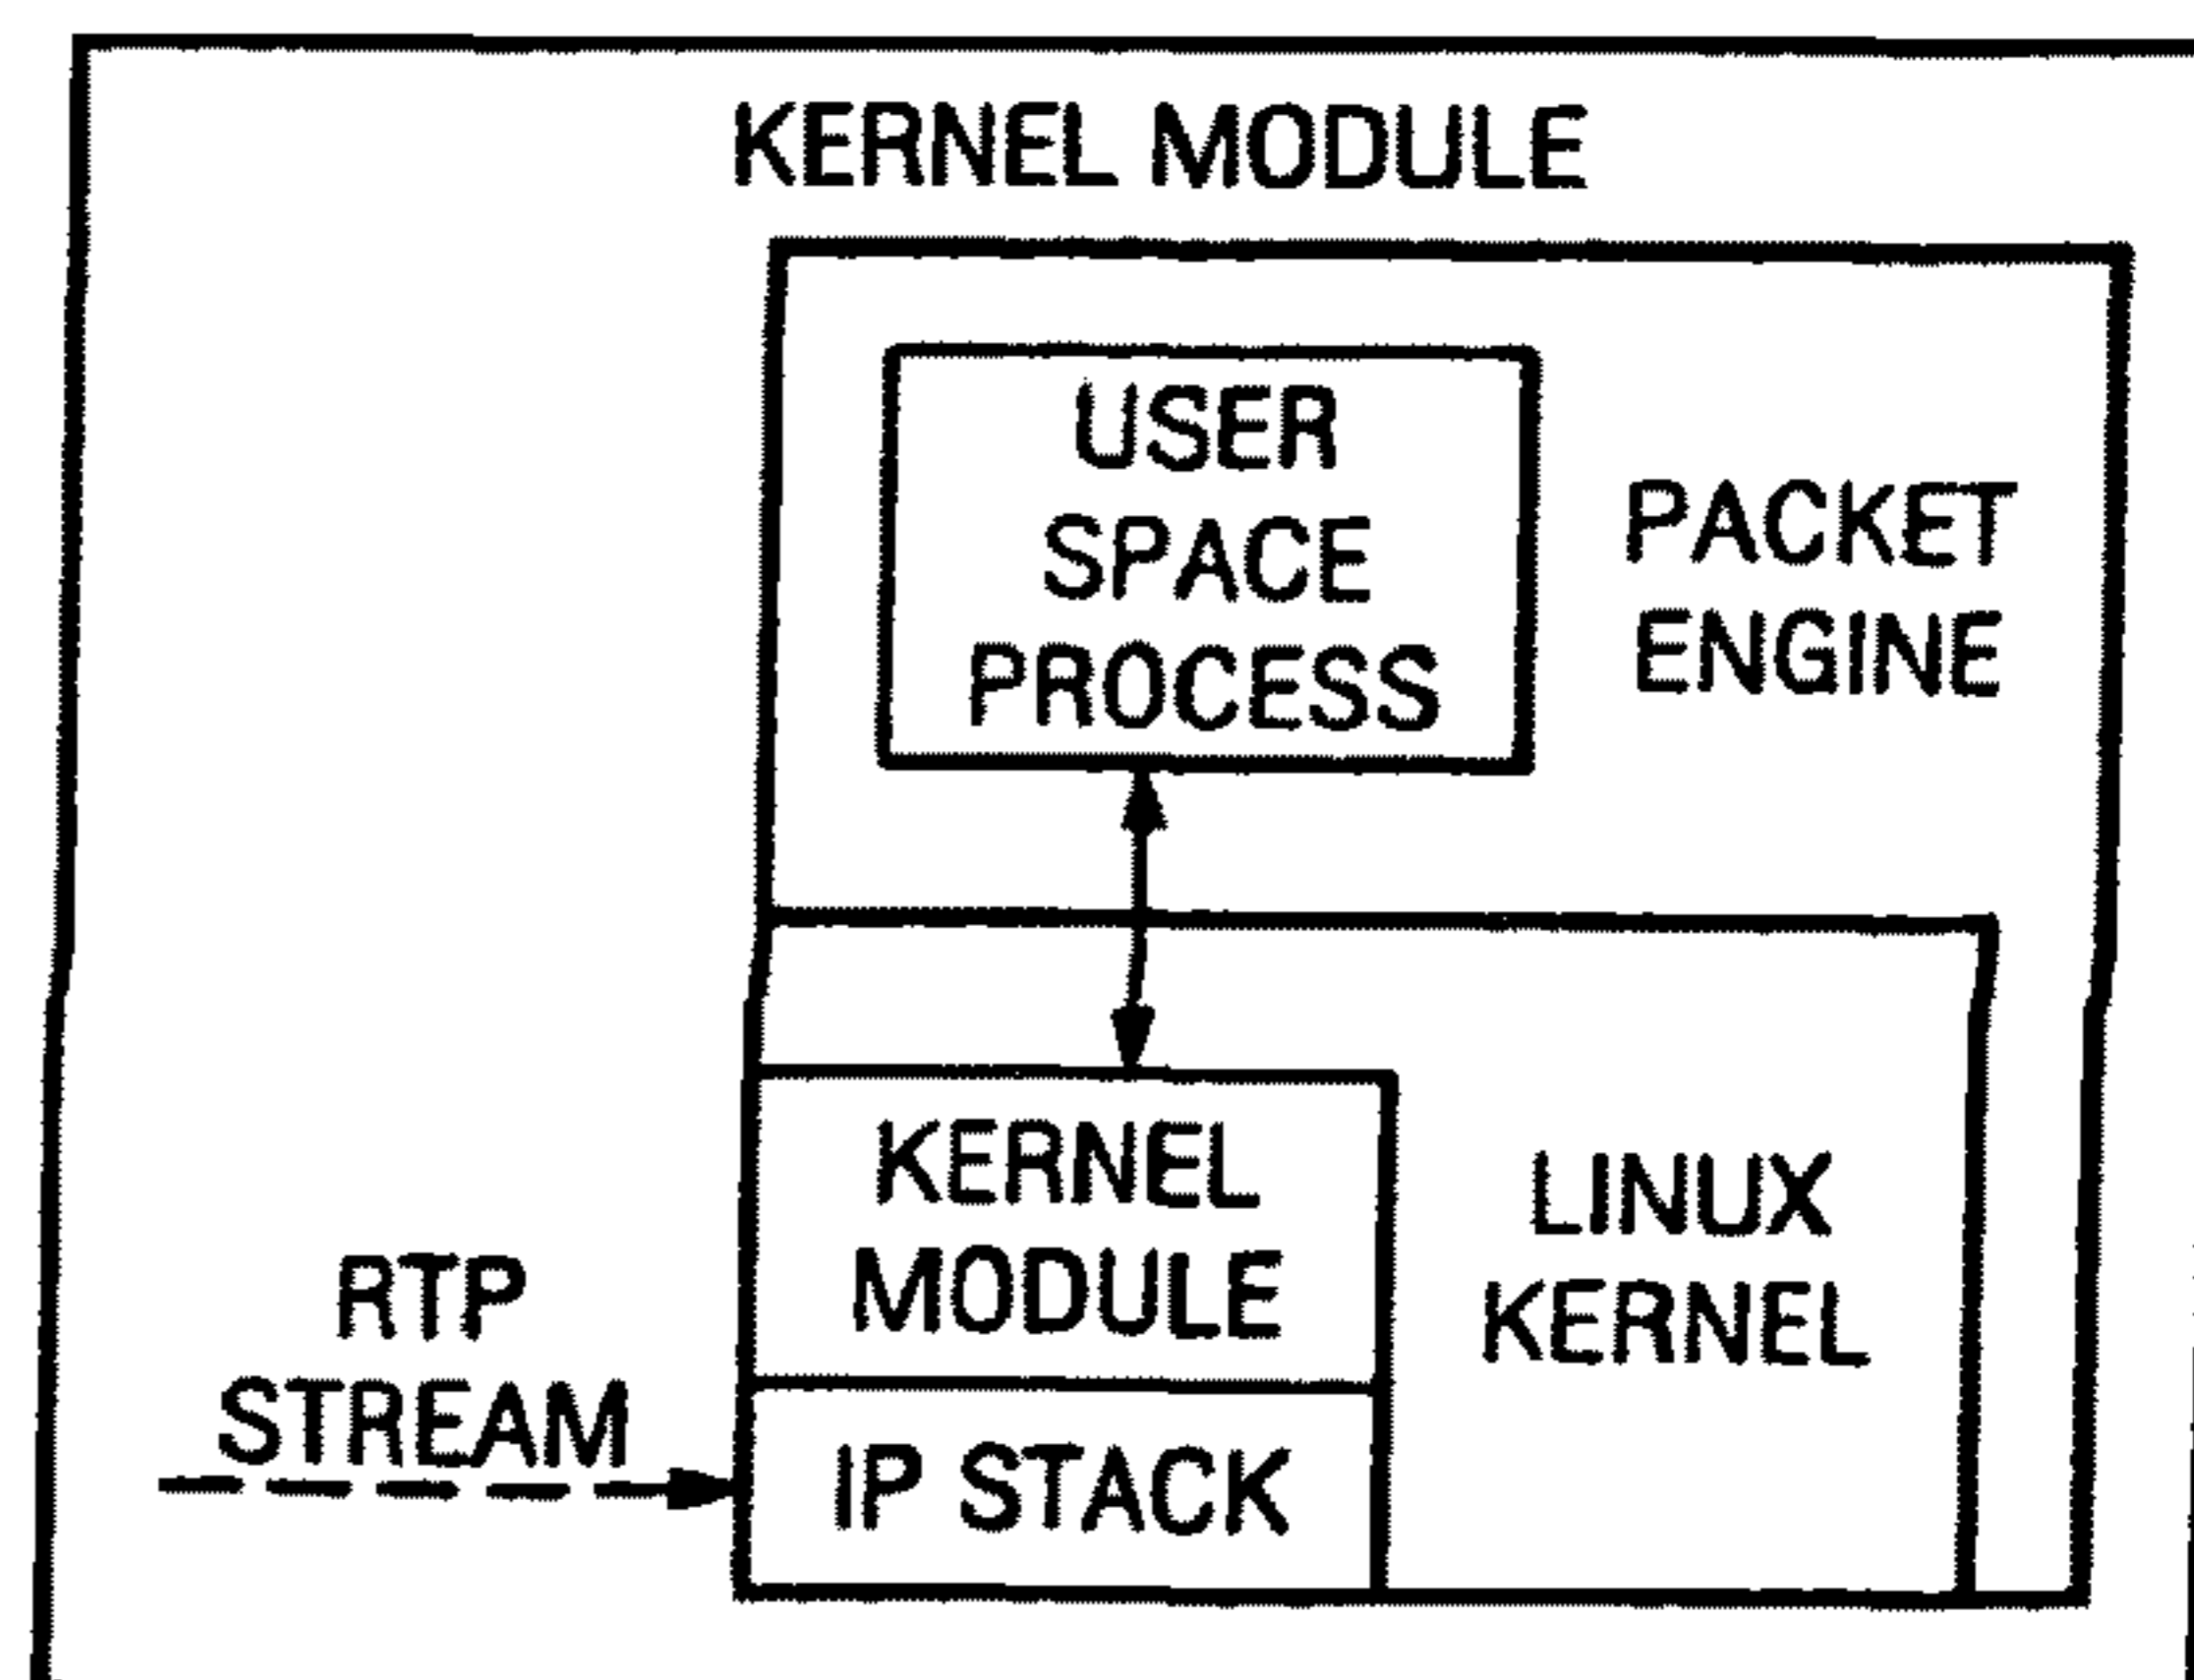 KERNEL MODULE
USER
SPACE
PROCESS
PACKET
ENGINE
KERNEL
MODULE
LINUX
KERNEL
RTP
STREAM
IP STACK